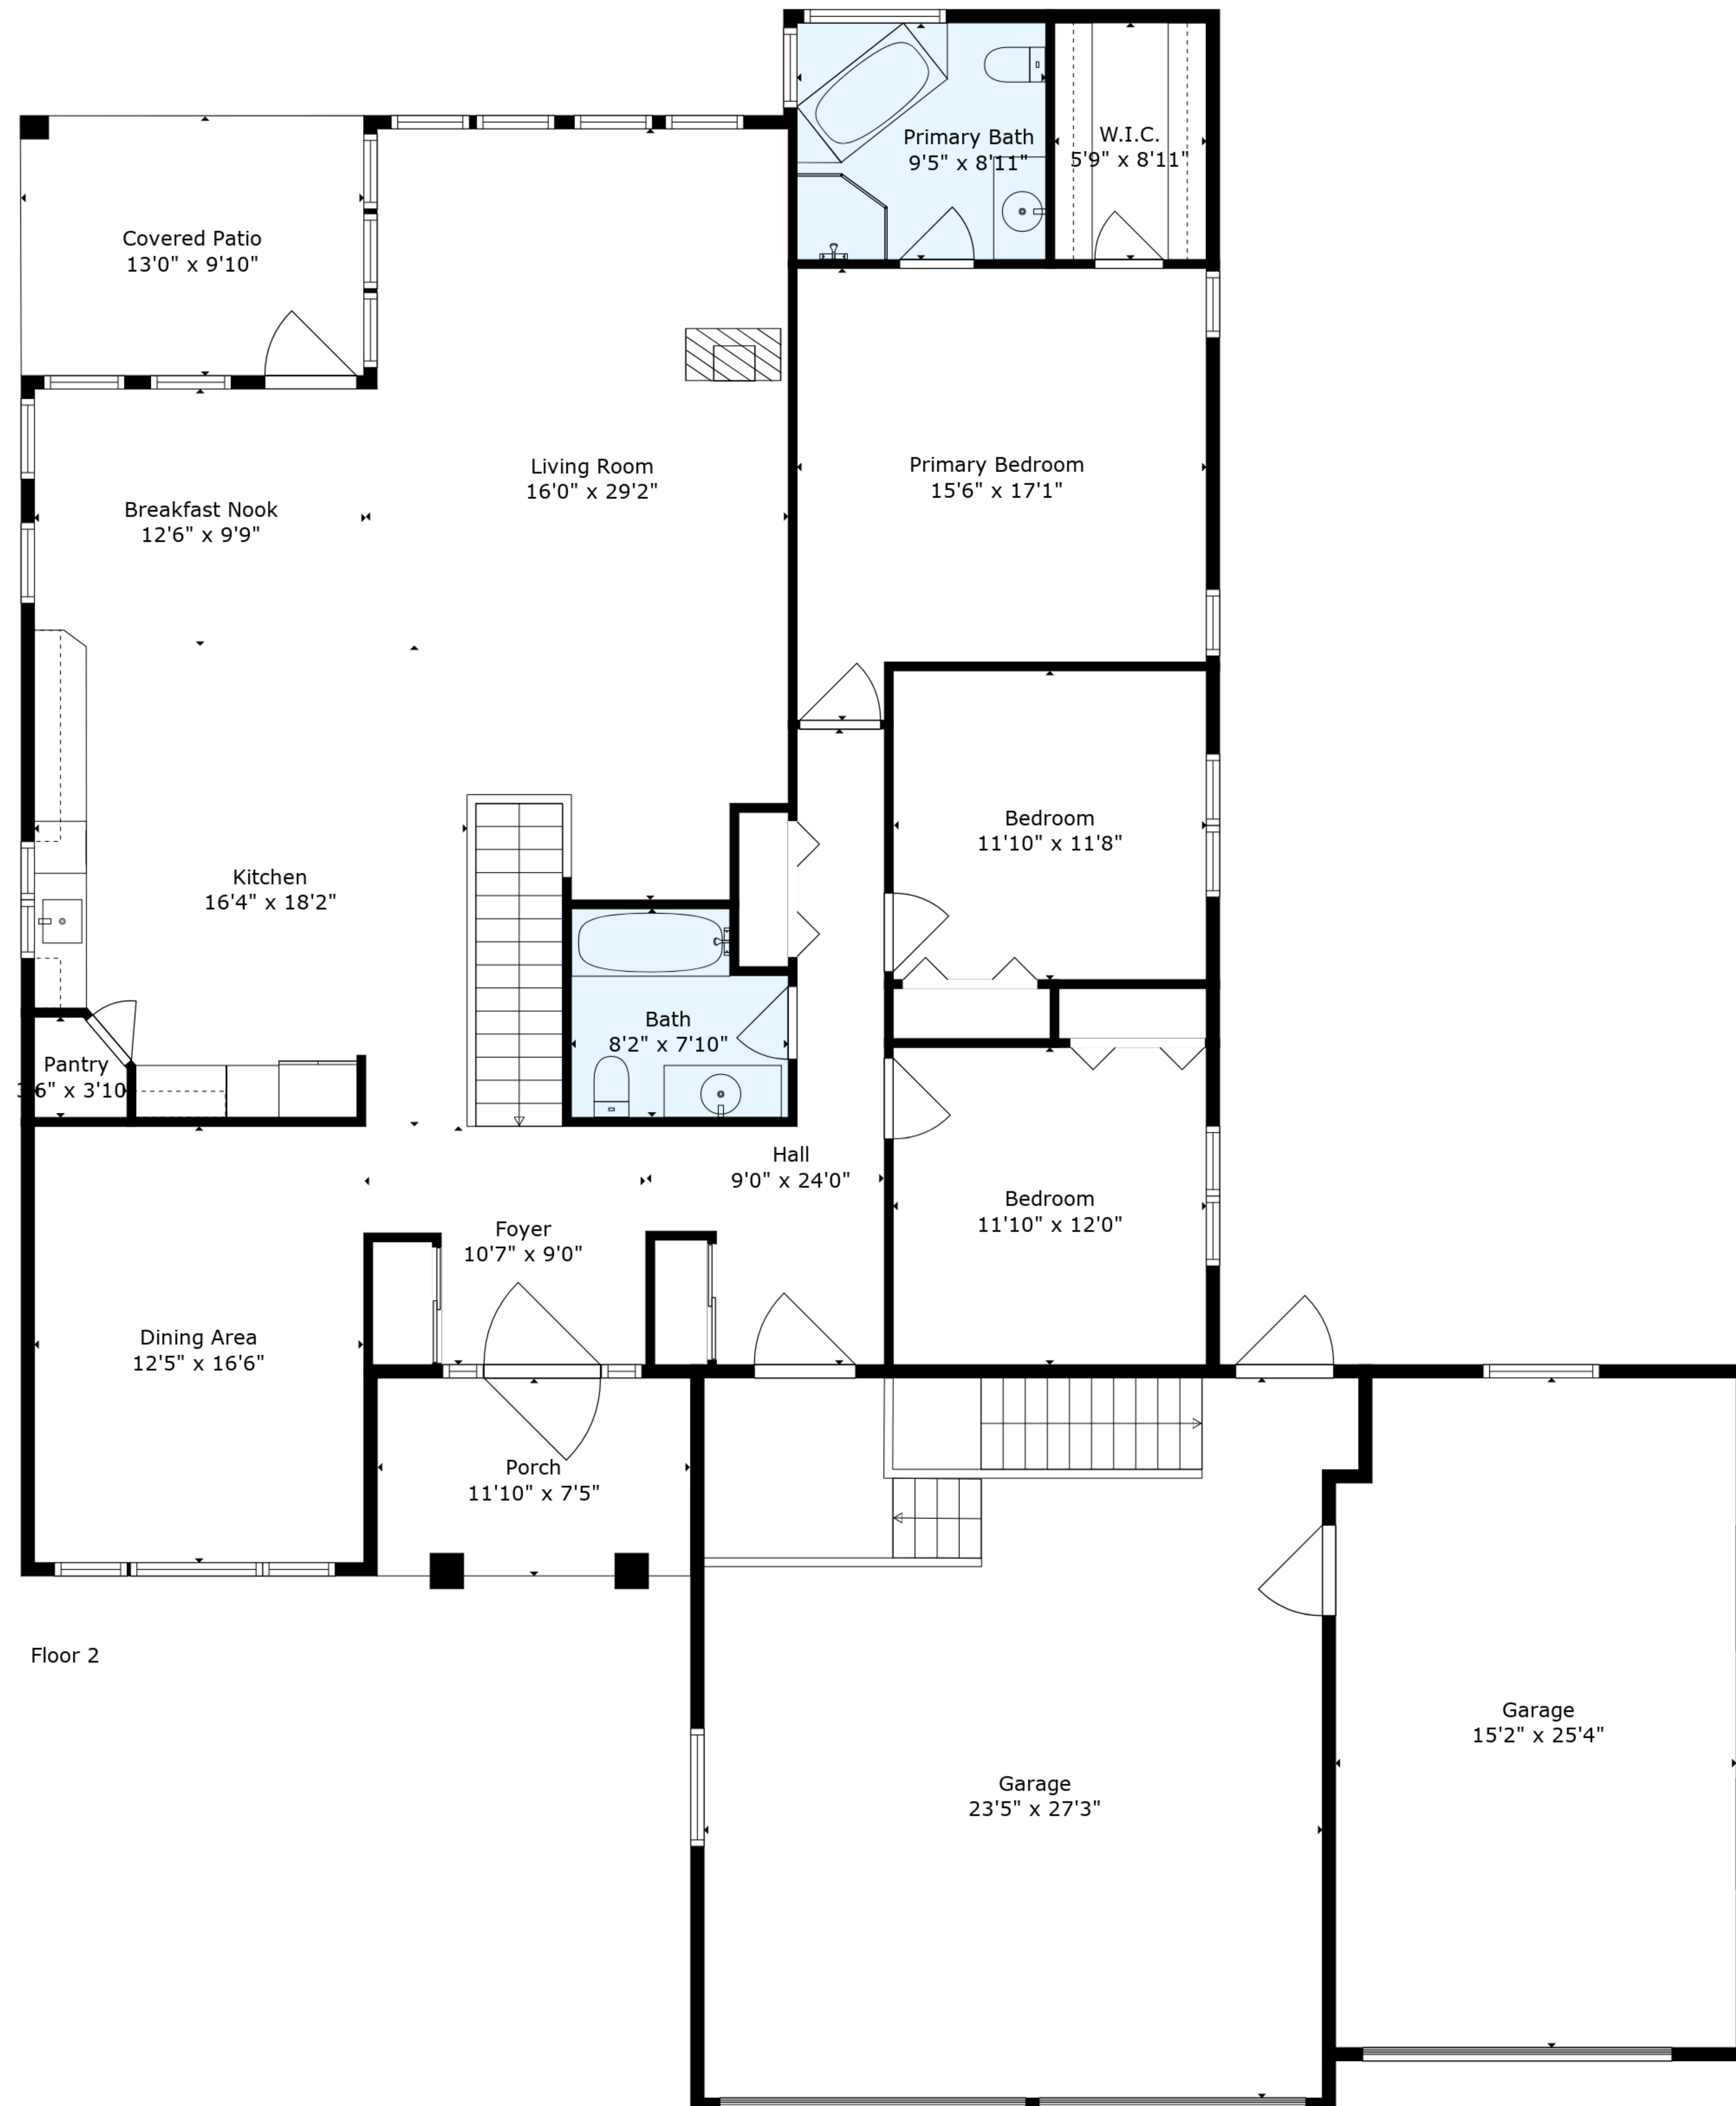 Primary Bath
9'5" x 8'11"
W.I.C.
5'9" x 8'11"
Covered Patio
13'0" x 9'10"
Living Room
16'0" x 29'2"
Primary Bedroom
15'6" x 17'1"
Breakfast Nook
12'6" x 9'9"
Bedroom
11'10" x 11'8"
Kitchen
16'4" x 18'2"
Bath
8'2" x 7'10"
Pantry
3'6" x 3'10
Hall
9'0" x 24'0"
Bedroom
11'10" x 12'0"
Foyer
10'7" x 9'0"
Dining Area
12'5" x 16'6"
Porch
11'10" x 7'5"
Floor 2
Garage
15'2" x 25'4"
Garage
23'5" x 27'3"